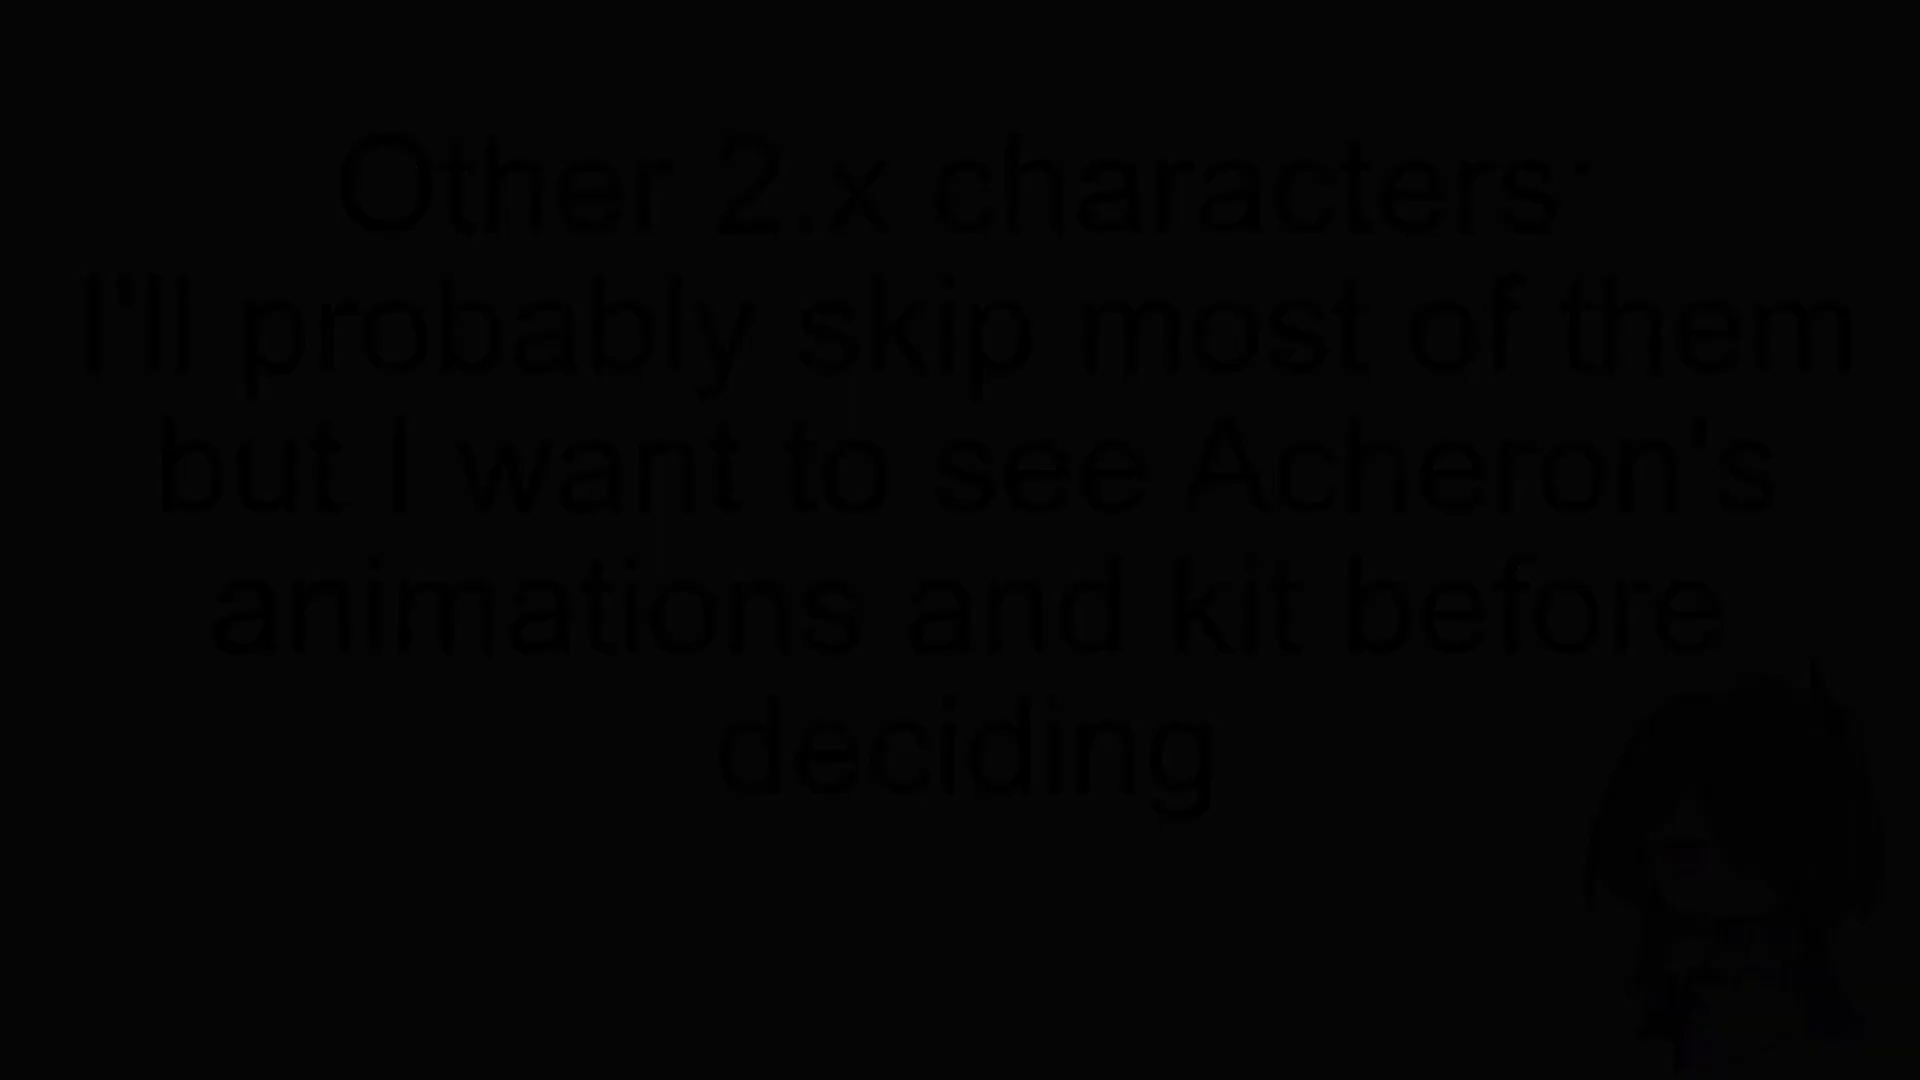 Other 2.x characters:
I'll probably skip most of them
but I want to see Acheron's
animations and kit before
deciding